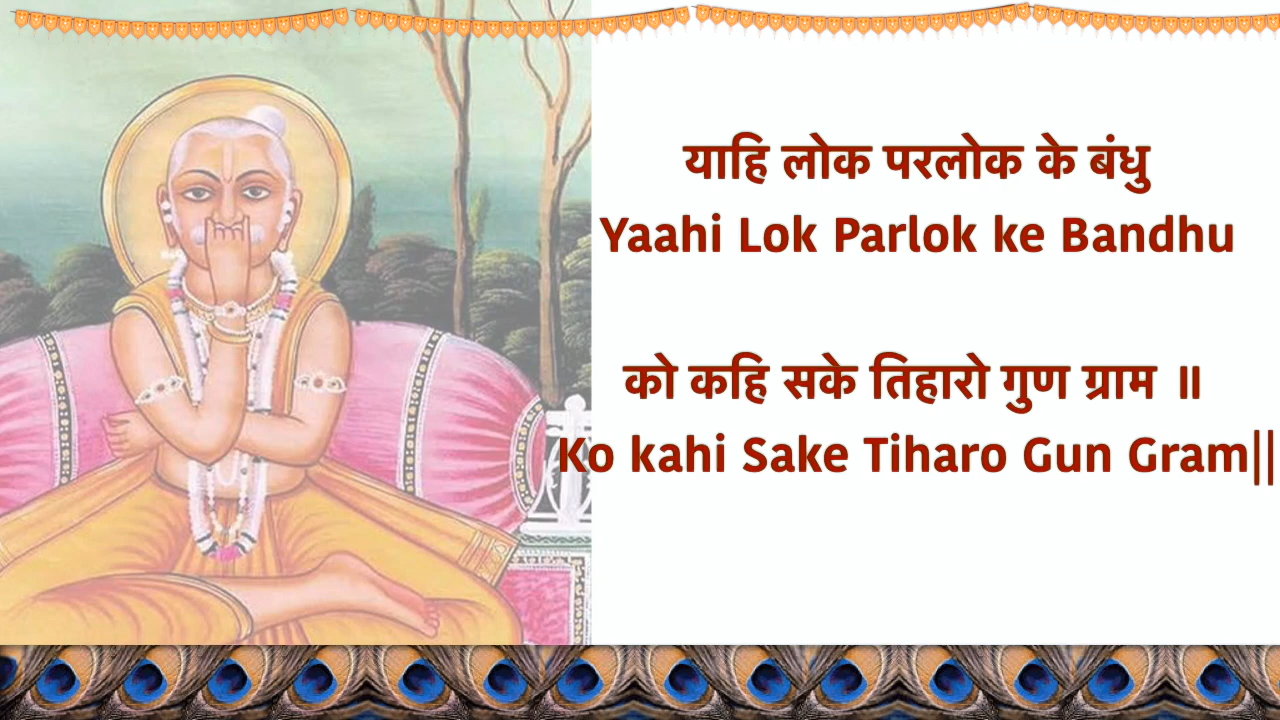 याहि लोक परलोक के बंधु
Yaahi Lok Parlok ke Bandhu
को कहि सके तिहारो गुण ग्राम ॥
Ko kahi Sake Tiharo Gun Gram||